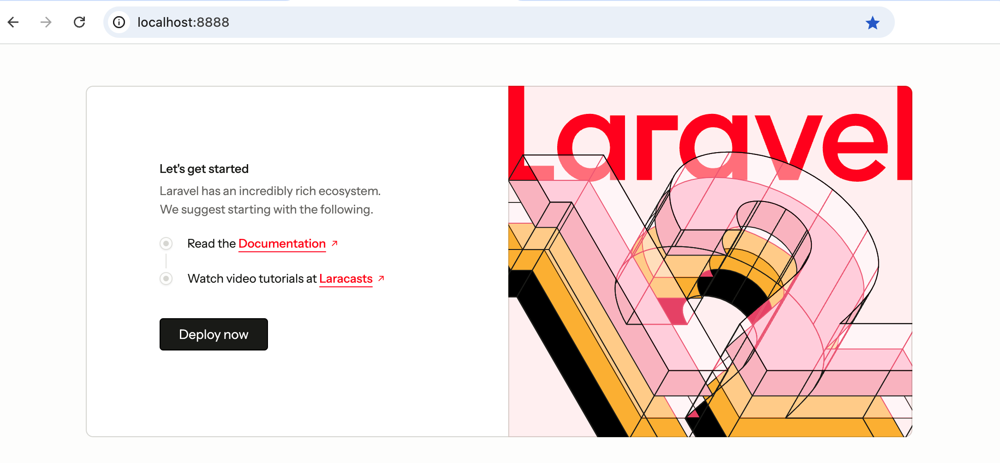 localhost:8888
Let's get started
Laravel has an incredibly rich ecosystem.
We suggest starting with the following.
Read the Documentation
Watch video tutorials at Laracasts
Deploy now
Laravel